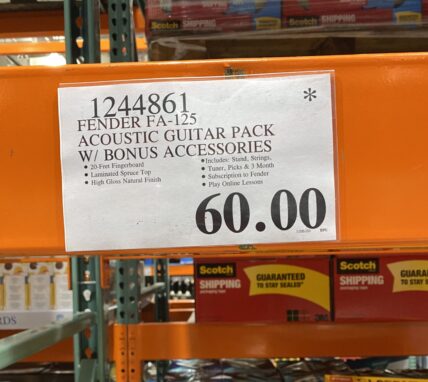 Scotch
SHIPPING
SHIPPING
1244861
*
FENDER FA-125
ACOUSTIC GUITAR PACK
W/ BONUS ACCESSORIES
• 20-Fret Fingerboard
• Laminated Spruce Top
• High Gloss Natural Finish
• Includes: Stand, Strings,
• Tuner, Picks & 3 Month
• Subscription to Fender
• Play Online Lessons
60.00
Scotch
SHIPPING
GUARANTEED
TO STAY SEALED
Scotch
SHIPPING
GUAR
TO STAY
RDS